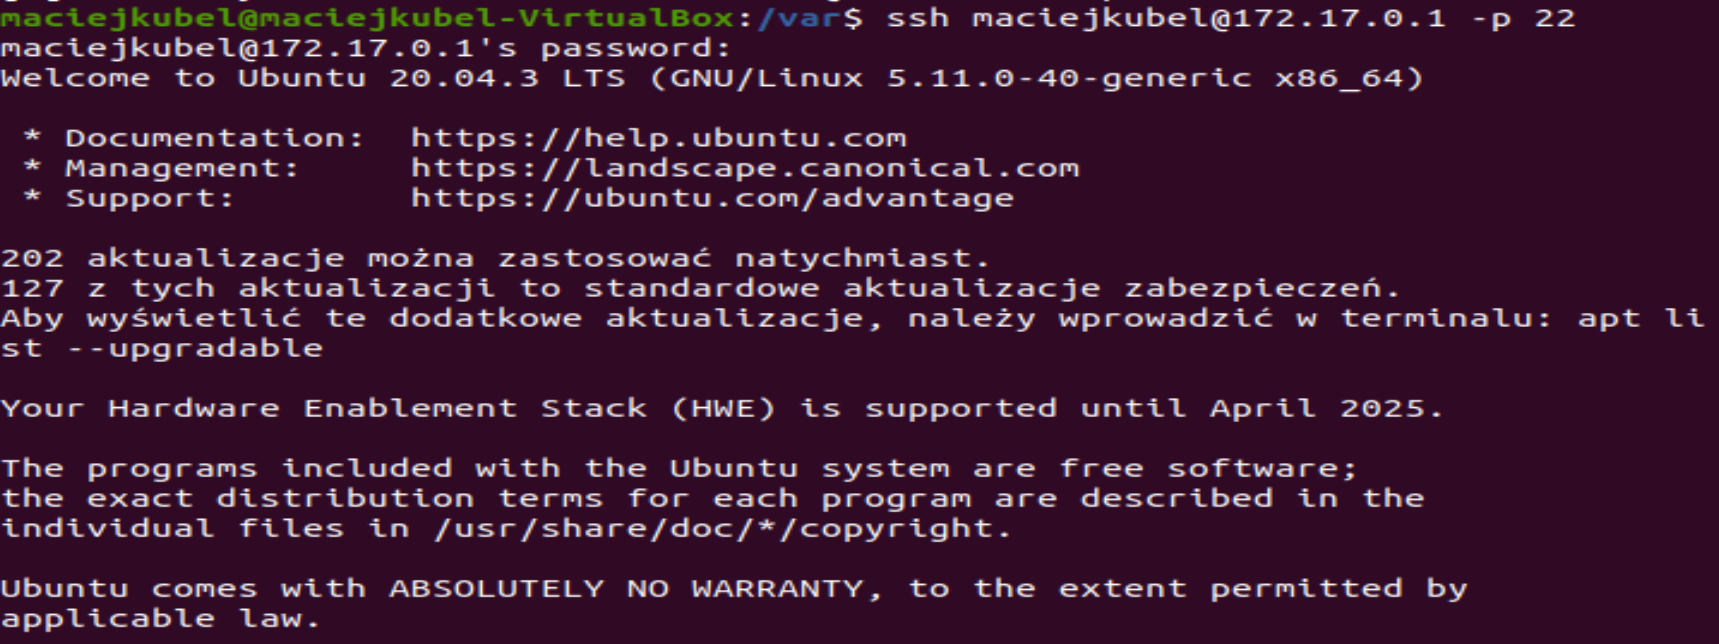 maciejkubel@maciejkubel-VirtualBox:/var$ ssh maciejkubel@172.17.0.1 -p 22
maciejkubel@172.17.0.1's password:
Welcome to Ubuntu 20.04.3 LTS (GNU/Linux 5.11.0-40-generic x86_64)

 * Documentation:  https://help.ubuntu.com
 * Management:     https://landscape.canonical.com
 * Support:        https://ubuntu.com/advantage

202 aktualizacje można zastosować natychmiast.
127 z tych aktualizacji to standardowe aktualizacje zabezpieczeń.
Aby wyświetlić te dodatkowe aktualizacje, należy wprowadzić w terminalu: apt li
st --upgradable

Your Hardware Enablement Stack (HWE) is supported until April 2025.

The programs included with the Ubuntu system are free software;
the exact distribution terms for each program are described in the
individual files in /usr/share/doc/*/copyright.

Ubuntu comes with ABSOLUTELY NO WARRANTY, to the extent permitted by
applicable law.